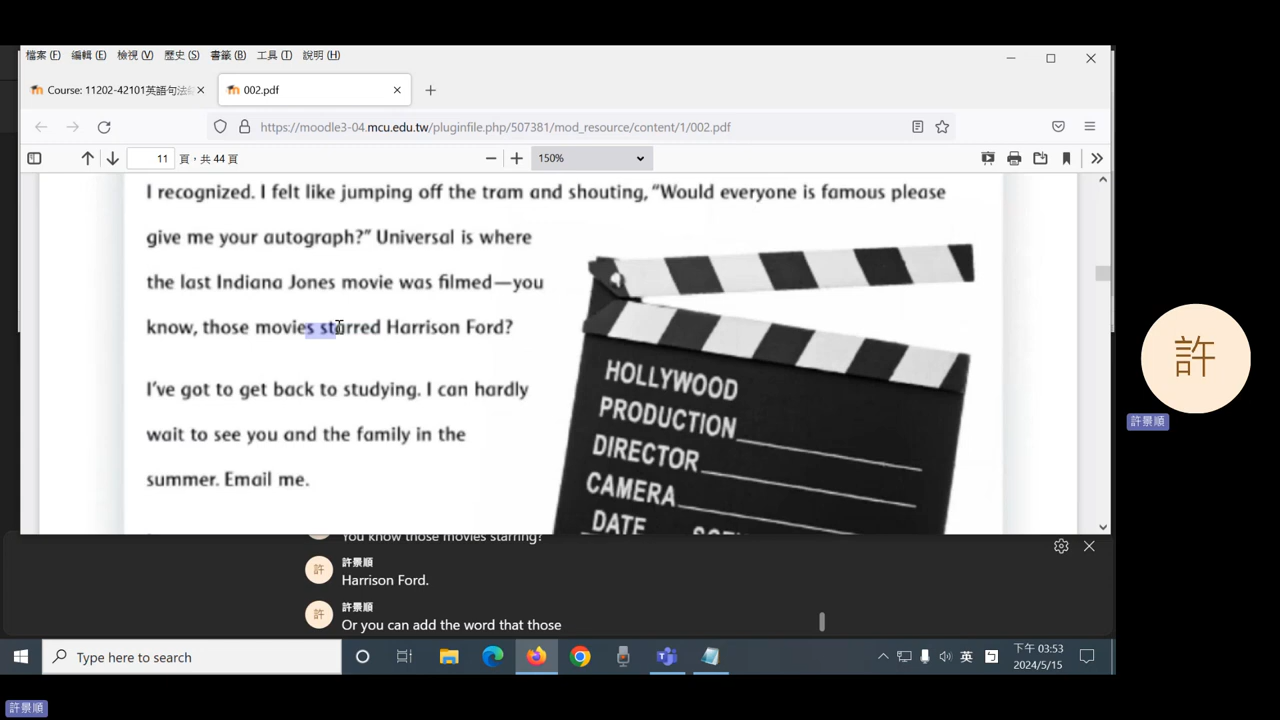 檔案 (F) 編輯 (E) 檢視 (V) 歷史 (S) 書籤 (B) 工具 (T) 說明 (H)
Course: 11202-42101英語句法
002.pdf
https://moodle3-04.mcu.edu.tw/pluginfile.php/507381/mod_resource/content/1/002.pdf
11 頁，共 44 頁
150%
I recognized. I felt like jumping off the tram and shouting, “Would everyone is famous please
give me your autograph?” Universal is where
the last Indiana Jones movie was filmed—you
know, those movies starred Harrison Ford?
I’ve got to get back to studying. I can hardly
wait to see you and the family in the
summer. Email me.
HOLLYWOOD
PRODUCTION
DIRECTOR
CAMERA
DATE
You know those movies starring?
許 許景順
Harrison Ford.
許 許景順
Or you can add the word that those
許
許景順
Type here to search
英
下午 03:53
2024/5/15
許景順